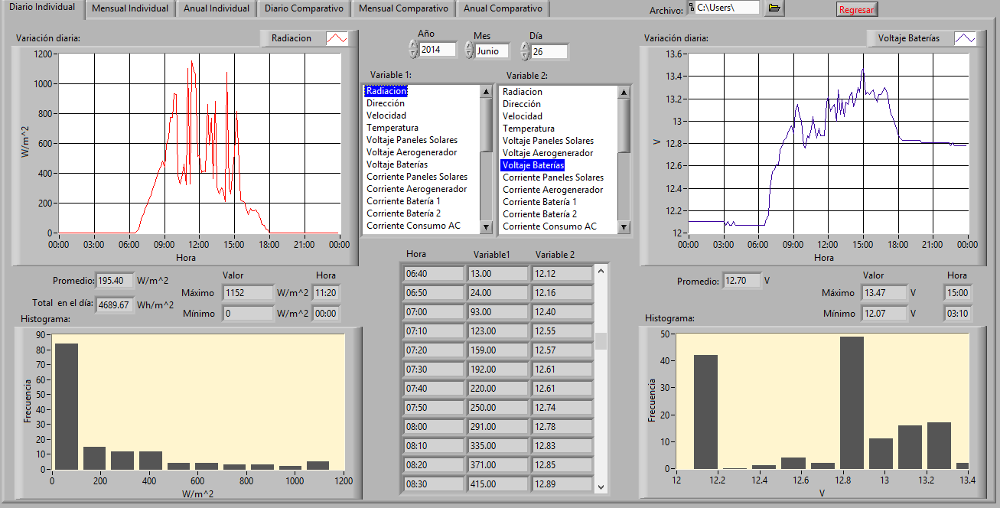 Diario Individual Mensual Individual Anual Individual Diario Comparativo Mensual Comparativo Anual Comparativo Archivo: C:\Users\ Regresar
Variación diaria: Radiacion
1200
1000
800
600
400
200
0
W/m^2
00:00 03:00 06:00 09:00 12:00 15:00 18:00 21:00 00:00
Hora
Promedio: 195.40 W/m^2
Total en el día: 4689.67 Wh/m^2
Valor Hora
Máximo 1152 W/m^2 11:20
Mínimo 0 W/m^2 00:00
Histograma:
90
80
70
60
50
40
30
20
10
0
Frecuencia
0 200 400 600 800 1000 1200
W/m^2
Año Mes Día
2014 Junio 26
Variable 1:
Radiacion
Dirección
Velocidad
Temperatura
Voltaje Paneles Solares
Voltaje Aerogenerador
Voltaje Baterías
Corriente Paneles Solares
Corriente Aerogenerador
Corriente Batería 1
Corriente Batería 2
Corriente Consumo AC
Variable 2:
Radiacion
Dirección
Velocidad
Temperatura
Voltaje Paneles Solares
Voltaje Aerogenerador
Voltaje Baterías
Corriente Paneles Solares
Corriente Aerogenerador
Corriente Batería 1
Corriente Batería 2
Corriente Consumo AC
Hora Variable1 Variable 2
06:40 13.00 12.12
06:50 24.00 12.16
07:00 93.00 12.40
07:10 123.00 12.55
07:20 159.00 12.57
07:30 192.00 12.61
07:40 220.00 12.61
07:50 250.00 12.74
08:00 291.00 12.78
08:10 335.00 12.83
08:20 371.00 12.85
08:30 415.00 12.89
Variación diaria: Voltaje Baterías
13.6
13.4
13.2
13
12.8
12.6
12.4
12.2
12
V
00:00 03:00 06:00 09:00 12:00 15:00 18:00 21:00 00:00
Hora
Promedio: 12.70 V
Valor Hora
Máximo 13.47 V 15:00
Mínimo 12.07 V 03:10
Histograma:
50
40
30
20
10
0
Frecuencia
12 12.2 12.4 12.6 12.8 13 13.2 13.4
V